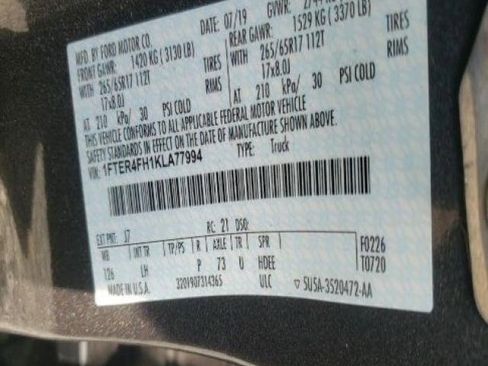 MFD. BY FORD MOTOR CO.
DATE: 07/19 GVWR:
FRONT GAWR: 1420 KG (3130 LB) REAR GAWR: 1529 KG (3370 LB)
WITH 265/65R17 112T TIRES WITH 265/65R17 112T TIRES
17x8.0J RIMS 17x8.0J RIMS
AT 210 kPa/ 30 PSI COLD AT 210 kPa/ 30 PSI COLD
THIS VEHICLE CONFORMS TO ALL APPLICABLE FEDERAL MOTOR VEHICLE
SAFETY STANDARDS IN EFFECT ON THE DATE OF MANUFACTURE SHOWN ABOVE.
VIN: 1FTER4FH1KLA77994 TYPE: Truck
EXT PNT: J7 RC: 21 DSO: F0226
WB INT TR TP/PS R AXLE TR SPR T0720
126 LH P 73 U HDEE
MADE IN U.S.A. 3201907314365 ULC ▽ 5USA-3520472-AA